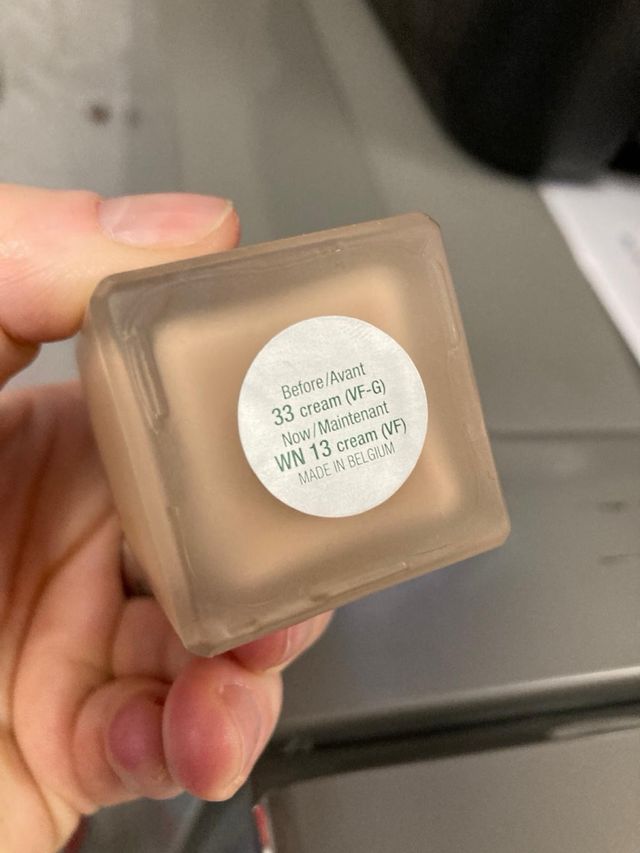 Before/Avant
33 cream (VF-G)
Now/Maintenant
WN 13 cream (VF)
MADE IN BELGIUM